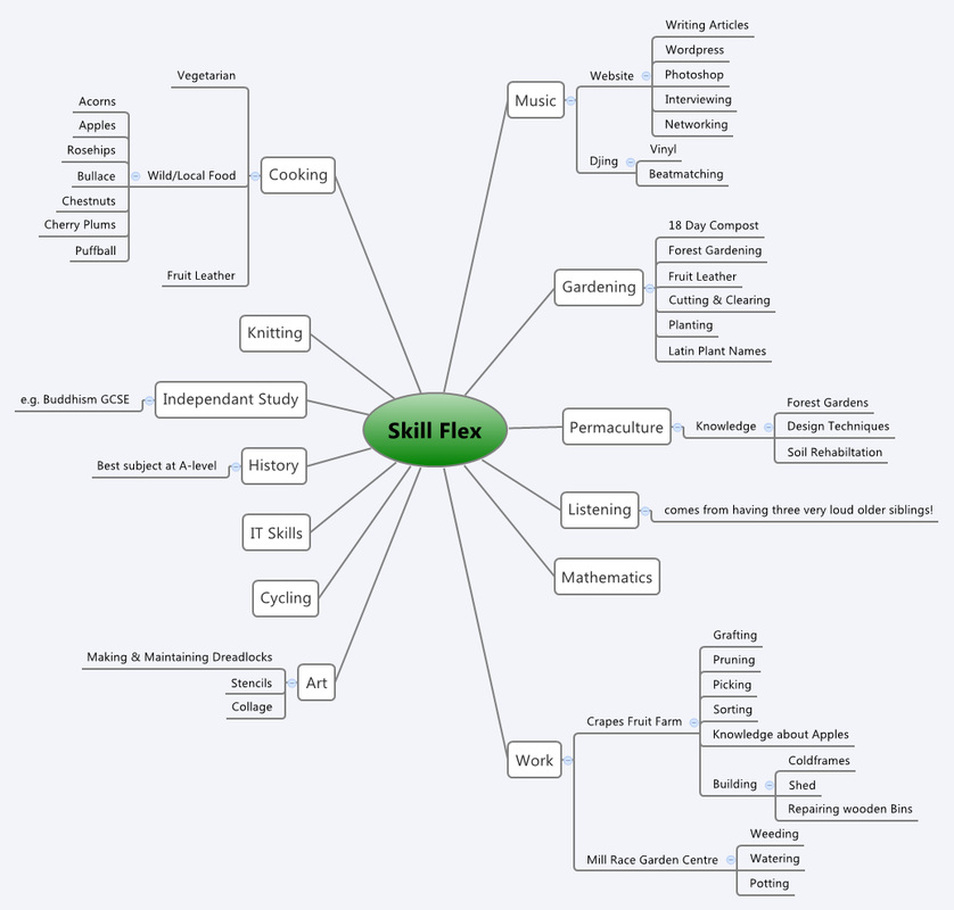 Skill Flex
Music
Website
Writing Articles
Wordpress
Photoshop
Interviewing
Networking
Djing
Vinyl
Beatmatching
Gardening
18 Day Compost
Forest Gardening
Fruit Leather
Cutting & Clearing
Planting
Latin Plant Names
Permaculture
Knowledge
Forest Gardens
Design Techniques
Soil Rehabiltation
Listening
comes from having three very loud older siblings!
Mathematics
Work
Crapes Fruit Farm
Grafting
Pruning
Picking
Sorting
Knowledge about Apples
Building
Coldframes
Shed
Repairing wooden Bins
Mill Race Garden Centre
Weeding
Watering
Potting
Cooking
Vegetarian
Wild/Local Food
Acorns
Apples
Rosehips
Bullace
Chestnuts
Cherry Plums
Puffball
Fruit Leather
Knitting
Independant Study
e.g. Buddhism GCSE
History
Best subject at A-level
IT Skills
Cycling
Art
Making & Maintaining Dreadlocks
Stencils
Collage